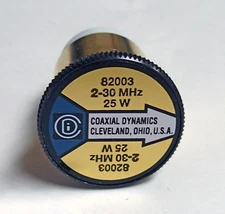 82003
2-30 MHz
25 W
COAXIAL DYNAMICS
CLEVELAND, OHIO, U.S.A.
25 W
2-30 MHz
82003